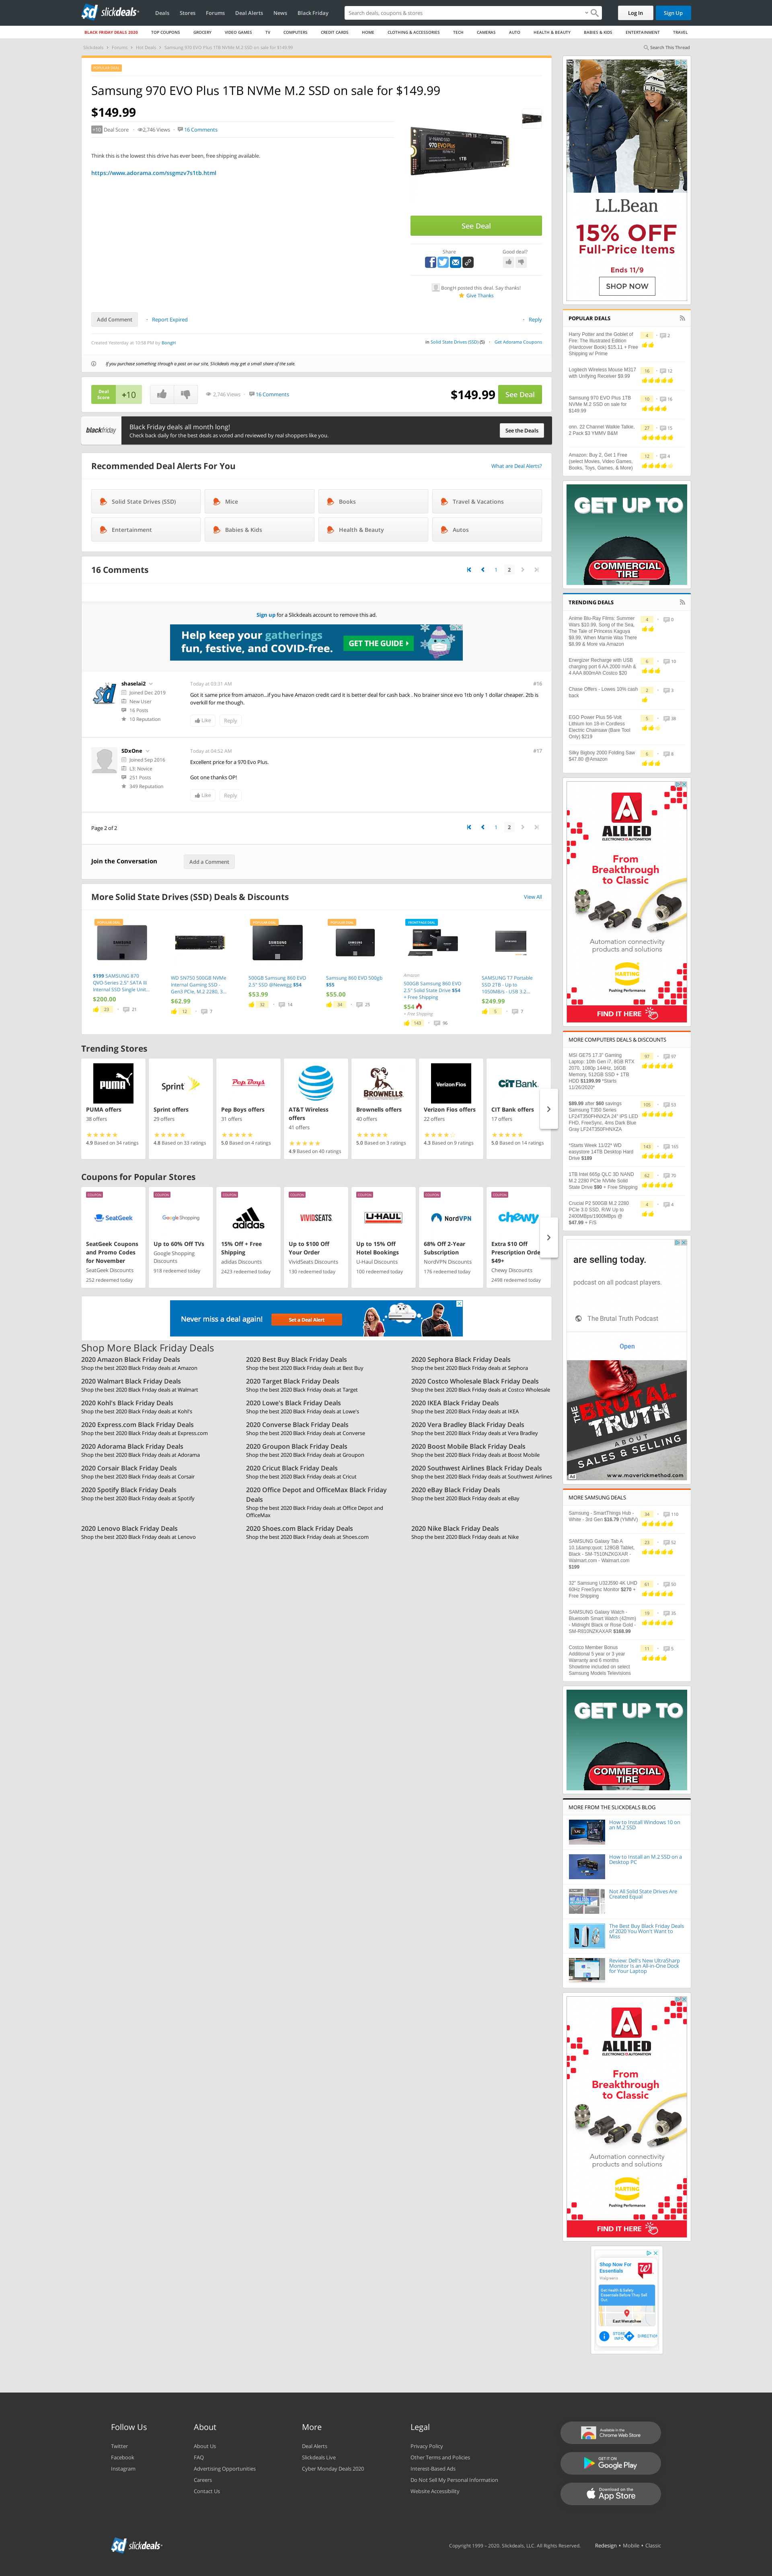 slickdeals
Deals
Stores
Forums
Deal Alerts
News
Black Friday
Search deals, coupons & stores
Log In
Sign Up
BLACK FRIDAY DEALS 2020
TOP COUPONS
GROCERY
VIDEO GAMES
TV
COMPUTERS
CREDIT CARDS
HOME
CLOTHING & ACCESSORIES
TECH
CAMERAS
AUTO
HEALTH & BEAUTY
BABIES & KIDS
ENTERTAINMENT
TRAVEL
Slickdeals > Forums > Hot Deals > Samsung 970 EVO Plus 1TB NVMe M.2 SSD on sale for $149.99
Search This Thread
Samsung 970 EVO Plus 1TB NVMe M.2 SSD on sale for $149.99
$149.99
+10 Deal Score
2,746 Views
16 Comments
Think this is the lowest this drive has ever been, free shipping available.
https://www.adorama.com/ssgmzv7s1tb.html
See Deal
Share
Good deal?
BongH posted this deal. Say thanks!
Give Thanks
Add Comment
Report Expired
Reply
Created Yesterday at 10:58 PM by BongH
in Solid State Drives (SSD) (5)
Get Adorama Coupons
If you purchase something through a post on our site, Slickdeals may get a small share of the sale.
Deal Score
+10
2,746 Views
16 Comments
$149.99
See Deal
blackfriday
Black Friday deals all month long!
Check back daily for the best deals as voted and reviewed by real shoppers like you.
See the Deals
Recommended Deal Alerts For You
What are Deal Alerts?
Solid State Drives (SSD)
Mice
Books
Travel & Vacations
Entertainment
Babies & Kids
Health & Beauty
Autos
16 Comments
1
2
Sign up for a Slickdeals account to remove this ad.
Help keep your gatherings
fun, festive, and COVID-free.
GET THE GUIDE
shaselai2
Joined Dec 2019
New User
16 Posts
10 Reputation
Today at 03:31 AM
#16
Got it same price from amazon...if you have Amazon credit card it is better deal for cash back . No brainer since evo 1tb only 1 dollar cheaper. 2tb is
overkill for me though.
Like
Reply
SDxOne
Joined Sep 2016
L3: Novice
251 Posts
349 Reputation
Today at 04:52 AM
#17
Excellent price for a 970 Evo Plus.
Got one thanks OP!
Like
Reply
Page 2 of 2
1
2
Join the Conversation
Add a Comment
More Solid State Drives (SSD) Deals & Discounts
View All
$199 SAMSUNG 870
QVO-Series 2.5" SATA III
Internal SSD Single Unit...
$200.00
23
21
WD SN750 500GB NVMe
Internal Gaming SSD -
Gen3 PCIe, M.2 2280, 3...
$62.99
12
7
500GB Samsung 860 EVO
2.5" SSD @Newegg $54
$53.99
32
14
Samsung 860 EVO 500gb
$55
$55.00
34
25
Amazon
500GB Samsung 860 EVO
2.5" Solid State Drive $54
+ Free Shipping
$54
+ Free Shipping
143
96
SAMSUNG T7 Portable
SSD 2TB - Up to
1050MB/s - USB 3.2...
$249.99
5
7
Trending Stores
PUMA offers
38 offers
4.9 Based on 34 ratings
Sprint offers
29 offers
4.8 Based on 33 ratings
Pep Boys offers
31 offers
5.0 Based on 4 ratings
AT&T Wireless
offers
41 offers
4.9 Based on 40 ratings
Brownells offers
40 offers
5.0 Based on 3 ratings
Verizon Fios offers
22 offers
4.3 Based on 9 ratings
CIT Bank offers
17 offers
5.0 Based on 14 ratings
Coupons for Popular Stores
SeatGeek Coupons
and Promo Codes
for November
SeatGeek Discounts
252 redeemed today
Up to 60% Off TVs
Google Shopping
Discounts
918 redeemed today
15% Off + Free
Shipping
adidas Discounts
2423 redeemed today
Up to $100 Off
Your Order
VividSeats Discounts
130 redeemed today
Up to 15% Off
Hotel Bookings
U-Haul Discounts
100 redeemed today
68% Off 2-Year
Subscription
NordVPN Discounts
176 redeemed today
Extra $10 Off
Prescription Orde
$49+
Chewy Discounts
2498 redeemed today
Never miss a deal again!
Set a Deal Alert
Shop More Black Friday Deals
2020 Amazon Black Friday Deals
Shop the best 2020 Black Friday deals at Amazon
2020 Best Buy Black Friday Deals
Shop the best 2020 Black Friday deals at Best Buy
2020 Sephora Black Friday Deals
Shop the best 2020 Black Friday deals at Sephora
2020 Walmart Black Friday Deals
Shop the best 2020 Black Friday deals at Walmart
2020 Target Black Friday Deals
Shop the best 2020 Black Friday deals at Target
2020 Costco Wholesale Black Friday Deals
Shop the best 2020 Black Friday deals at Costco Wholesale
2020 Kohl's Black Friday Deals
Shop the best 2020 Black Friday deals at Kohl's
2020 Lowe's Black Friday Deals
Shop the best 2020 Black Friday deals at Lowe's
2020 IKEA Black Friday Deals
Shop the best 2020 Black Friday deals at IKEA
2020 Express.com Black Friday Deals
Shop the best 2020 Black Friday deals at Express.com
2020 Converse Black Friday Deals
Shop the best 2020 Black Friday deals at Converse
2020 Vera Bradley Black Friday Deals
Shop the best 2020 Black Friday deals at Vera Bradley
2020 Adorama Black Friday Deals
Shop the best 2020 Black Friday deals at Adorama
2020 Groupon Black Friday Deals
Shop the best 2020 Black Friday deals at Groupon
2020 Boost Mobile Black Friday Deals
Shop the best 2020 Black Friday deals at Boost Mobile
2020 Corsair Black Friday Deals
Shop the best 2020 Black Friday deals at Corsair
2020 Cricut Black Friday Deals
Shop the best 2020 Black Friday deals at Cricut
2020 Southwest Airlines Black Friday Deals
Shop the best 2020 Black Friday deals at Southwest Airlines
2020 Spotify Black Friday Deals
Shop the best 2020 Black Friday deals at Spotify
2020 Office Depot and OfficeMax Black Friday
Deals
Shop the best 2020 Black Friday deals at Office Depot and
OfficeMax
2020 eBay Black Friday Deals
Shop the best 2020 Black Friday deals at eBay
2020 Lenovo Black Friday Deals
Shop the best 2020 Black Friday deals at Lenovo
2020 Shoes.com Black Friday Deals
Shop the best 2020 Black Friday deals at Shoes.com
2020 Nike Black Friday Deals
Shop the best 2020 Black Friday deals at Nike
L.L.Bean
15% OFF
Full-Price Items
Ends 11/9
SHOP NOW
POPULAR DEALS
Harry Potter and the Goblet of
Fire: The Illustrated Edition
(Hardcover Book) $15.11 + Free
Shipping w/ Prime
Logitech Wireless Mouse M317
with Unifying Receiver $9.99
Samsung 970 EVO Plus 1TB
NVMe M.2 SSD on sale for
$149.99
onn. 22 Channel Walkie Talkie,
2 Pack $3 YMMV B&M
Amazon: Buy 2, Get 1 Free
(select Movies, Video Games,
Books, Toys, Games, & More)
GET UP TO
COMMERCIAL TIRE
TRENDING DEALS
Anime Blu-Ray Films: Summer
Wars $10.99, Song of the Sea,
The Tale of Princess Kaguya
$9.99, When Marnie Was There
$8.99 & More via Amazon
Energizer Recharge with USB
charging port 6 AA 2000 mAh &
4 AAA 800mAh Costco $20
Chase Offers - Lowes 10% cash
back
EGO Power Plus 56-Volt
Lithium Ion 18-in Cordless
Electric Chainsaw (Bare Tool
Only) $219
Silky Bigboy 2000 Folding Saw
$47.80 @Amazon
ALLIED
ELECTRONICS & AUTOMATION
From
Breakthrough
to Classic
Automation connectivity
products and solutions
HARTING
Pushing Performance
FIND IT HERE
MORE COMPUTERS DEALS & DISCOUNTS
MSI GE75 17.3" Gaming
Laptop: 10th Gen i7, 8GB RTX
2070, 1080p 144Hz, 16GB
Memory, 512GB SSD + 1TB
HDD $1199.99 *Starts
11/26/2020*
$89.99 after $60 savings
Samsung T350 Series
LF24T350FHNXZA 24" IPS LED
FHD, FreeSync, 4ms Dark Blue
Gray LF24T350FHNXZA
*Starts Week 11/22* WD
easystore 14TB Desktop Hard
Drive $189
1TB Intel 665p QLC 3D NAND
M.2 2280 PCIe NVMe Solid
State Drive $90 + Free Shipping
Crucial P2 500GB M.2 2280
PCIe 3.0 SSD, R/W Up to
2400MBps/1900MBps @
$47.99 + F/S
are selling today.
podcast on all podcast players.
The Brutal Truth Podcast
Open
THE BRUTAL TRUTH
ABOUT
SALES & SELLING
www.maverickmethod.com
MORE SAMSUNG DEALS
Samsung - SmartThings Hub -
White - 3rd Gen $16.79 (YMMV)
SAMSUNG Galaxy Tab A
10.1&amp;quot; 128GB Tablet,
Black - SM-T510NZKGXAR -
Walmart.com - Walmart.com
$199
32" Samsung U32J590 4K UHD
60Hz FreeSync Monitor $270 +
Free Shipping
SAMSUNG Galaxy Watch -
Bluetooth Smart Watch (42mm)
- Midnight Black or Rose Gold -
SM-R810NZKAXAR $168.99
Costco Member Bonus
Additional 5 year or 3 year
Warranty and 6 months
Showtime included on select
Samsung Models Televisions
GET UP TO
COMMERCIAL TIRE
MORE FROM THE SLICKDEALS BLOG
How to Install Windows 10 on
an M.2 SSD
How to Install an M.2 SSD on a
Desktop PC
Not All Solid State Drives Are
Created Equal
The Best Buy Black Friday Deals
of 2020 You Won't Want to
Miss
Review: Dell's New UltraSharp
Monitor Is an All-in-One Dock
for Your Laptop
ALLIED
ELECTRONICS & AUTOMATION
From
Breakthrough
to Classic
Automation connectivity
products and solutions
HARTING
Pushing Performance
FIND IT HERE
Shop Now For
Essentials
Walgreens
East Wenatchee
STORE INFO
DIRECTION
Follow Us
Twitter
Facebook
Instagram
About
About Us
FAQ
Advertising Opportunities
Careers
Contact Us
More
Deal Alerts
Slickdeals Live
Cyber Monday Deals 2020
Legal
Privacy Policy
Other Terms and Policies
Interest-Based Ads
Do Not Sell My Personal Information
Website Accessibility
Available in the
Chrome Web Store
GET IT ON
Google Play
Download on the
App Store
slickdeals
Copyright 1999 - 2020. Slickdeals, LLC. All Rights Reserved.
Redesign • Mobile • Classic